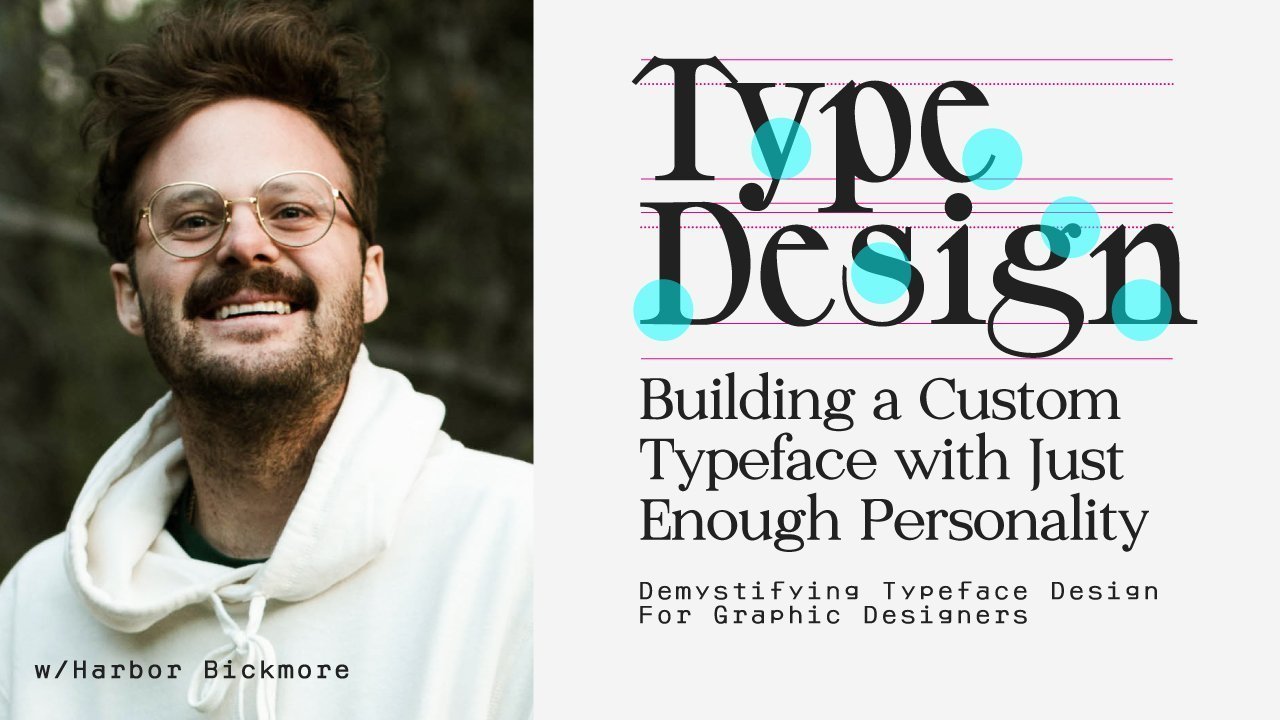 Type
Design
Building a Custom
Typeface with Just
Enough Personality
Demystifying Typeface Design
For Graphic Designers
w/Harbor Bickmore